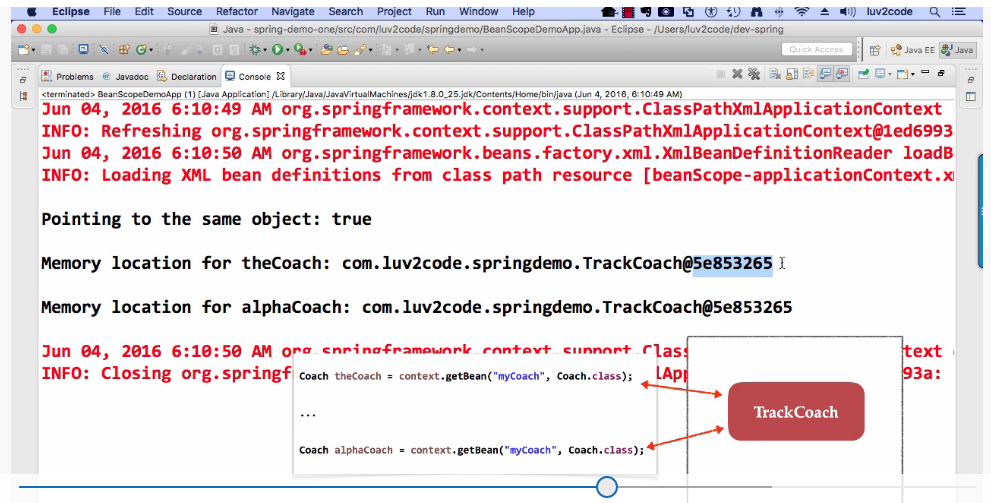 Eclipse File Edit Source Refactor Navigate Search Project Run Window Help luv2code
Java - spring-demo-one/src/com/luv2code/springdemo/BeanScopeDemoApp.java - Eclipse - /Users/luv2code/dev-spring
Quick Access Java EE Java
Problems Javadoc Declaration Console
<terminated> BeanScopeDemoApp (1) [Java Application] /Library/Java/JavaVirtualMachines/jdk1.8.0_25.jdk/Contents/Home/bin/java (Jun 4, 2016, 6:10:49 AM)
Jun 04, 2016 6:10:49 AM org.springframework.context.support.ClassPathXmlApplicationContext
INFO: Refreshing org.springframework.context.support.ClassPathXmlApplicationContext@1ed6993
Jun 04, 2016 6:10:50 AM org.springframework.beans.factory.xml.XmlBeanDefinitionReader loadB
INFO: Loading XML bean definitions from class path resource [beanScope-applicationContext.x
Pointing to the same object: true
Memory location for theCoach: com.luv2code.springdemo.TrackCoach@5e853265
Memory location for alphaCoach: com.luv2code.springdemo.TrackCoach@5e853265
Jun 04, 2016 6:10:50 AM org.springframework.context.support.Class text
INFO: Closing org.springf lApp 93a:
Coach theCoach = context.getBean("myCoach", Coach.class);
...
Coach alphaCoach = context.getBean("myCoach", Coach.class);
TrackCoach